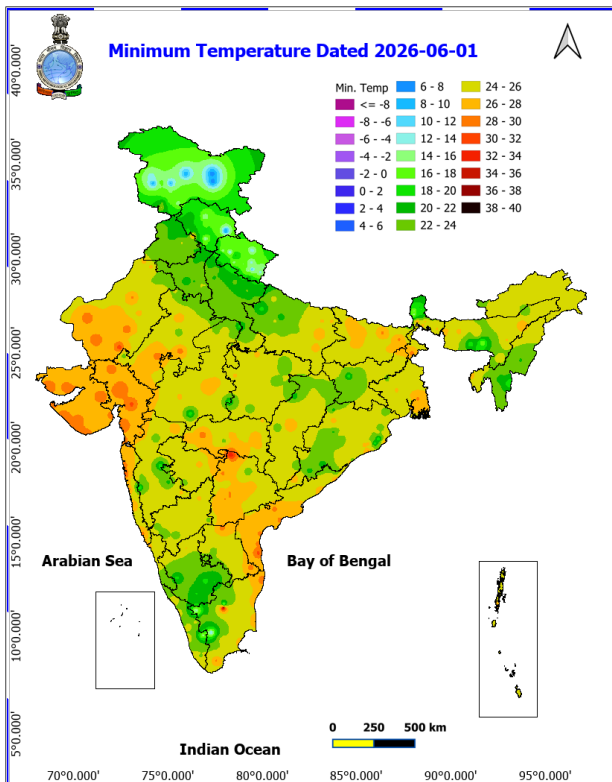 Minimum Temperature Dated 2026-06-01
Min. Temp
<= -8
-8 - -6
-6 - -4
-4 - -2
-2 - 0
0 - 2
2 - 4
4 - 6
6 - 8
8 - 10
10 - 12
12 - 14
14 - 16
16 - 18
18 - 20
20 - 22
22 - 24
24 - 26
26 - 28
28 - 30
30 - 32
32 - 34
34 - 36
36 - 38
38 - 40
40°0.000'
35°0.000'
30°0.000'
25°0.000'
20°0.000'
15°0.000'
10°0.000'
5°0.000'
Arabian Sea
Bay of Bengal
Indian Ocean
0 250 500 km
70°0.000' 75°0.000' 80°0.000' 85°0.000' 90°0.000' 95°0.000'